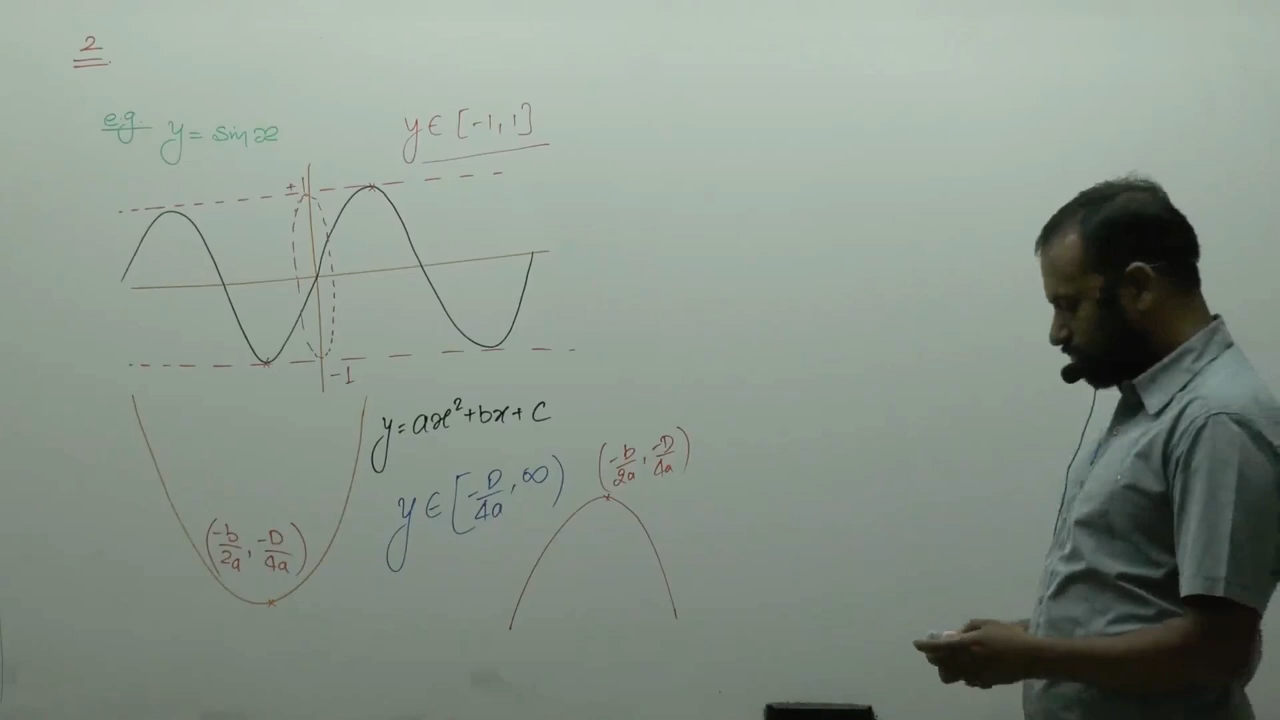 2
e.g. y = sin x
y ∈ [-1, 1]
+1
-1
y = ax² + bx + c
y ∈ [-D/4a, ∞)
(-b/2a, -D/4a)
(-b/2a, -D/4a)